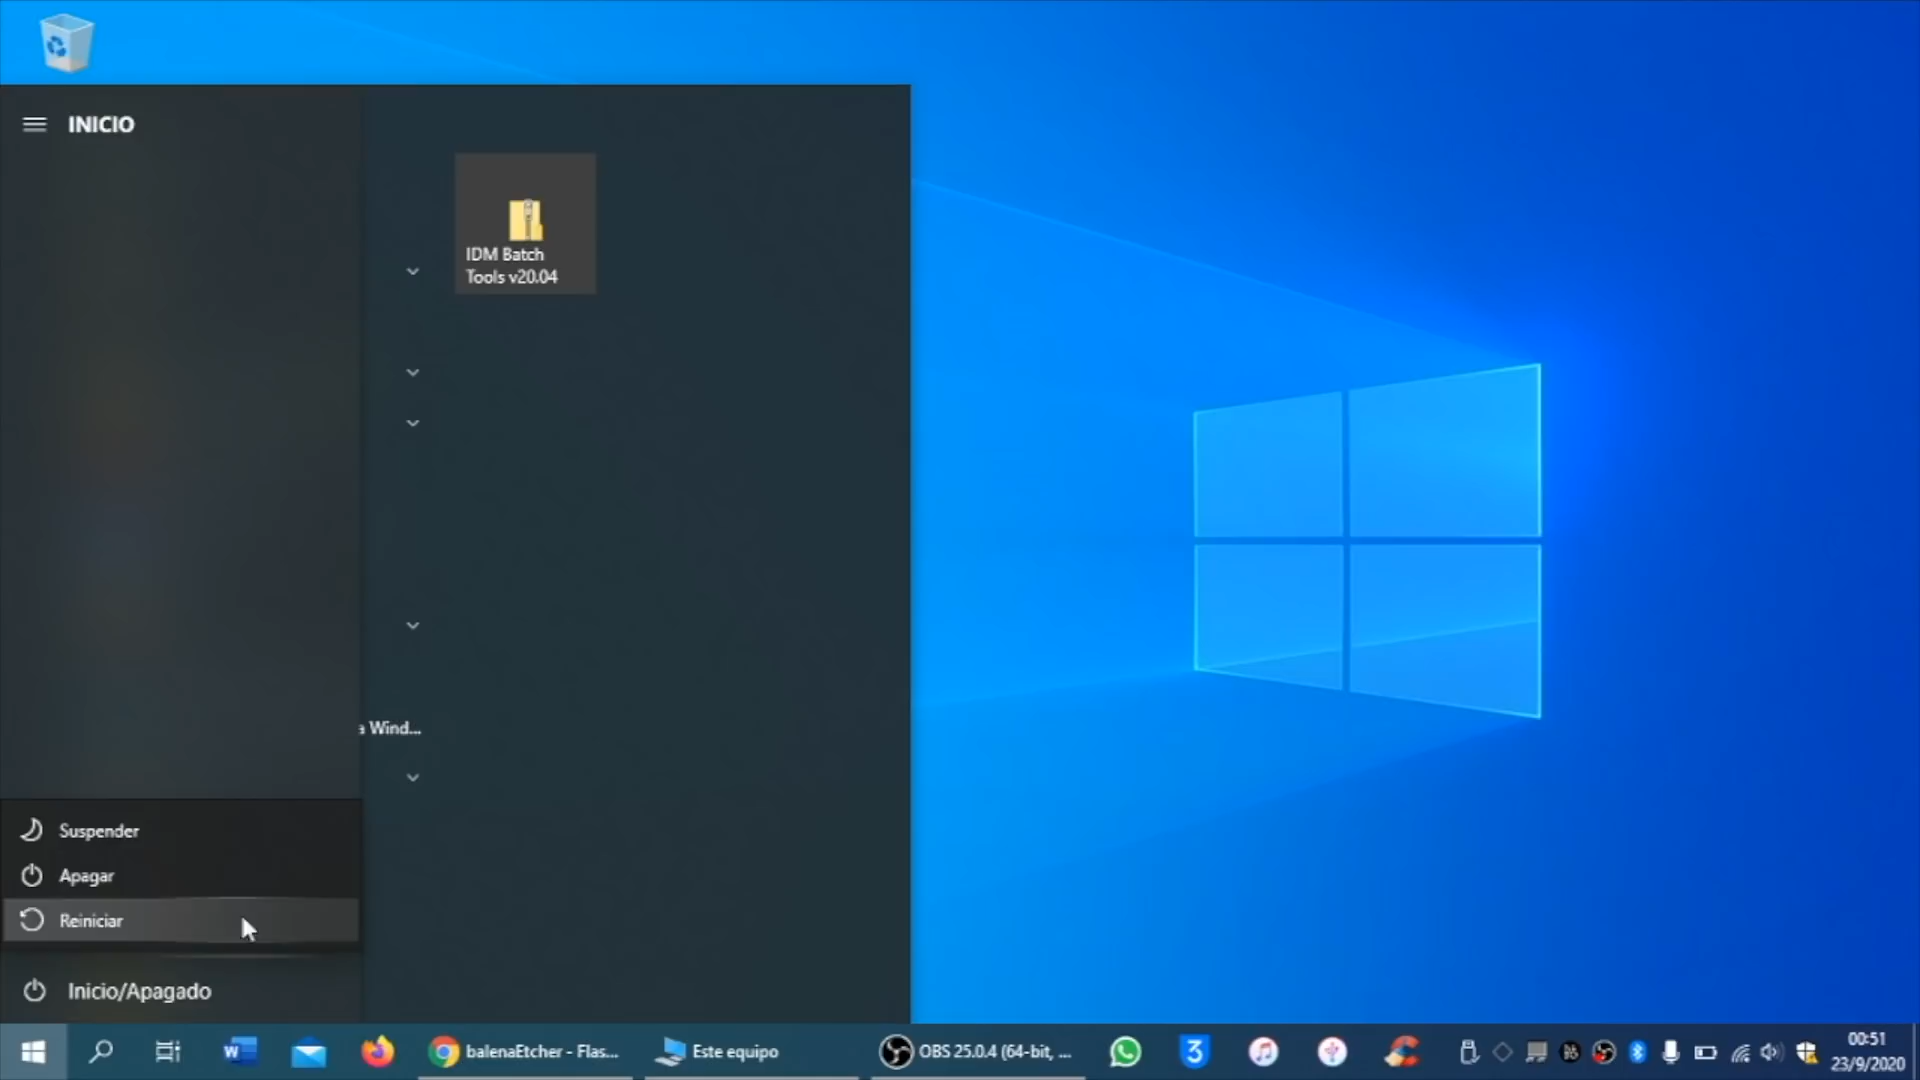 INICIO
IDM Batch
Tools v20.04
a Wind...
Suspender
Apagar
Reiniciar
Inicio/Apagado
balenaEtcher - Flas...
Este equipo
OBS 25.0.4 (64-bit, ...
00:51
23/9/2020